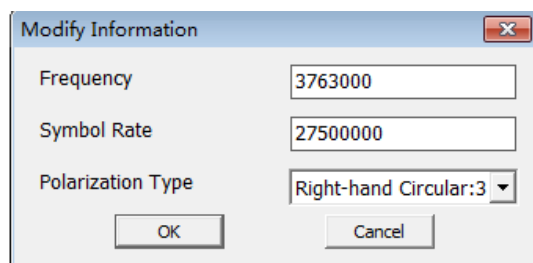 Modify Information
Frequency 3763000
Symbol Rate 27500000
Polarization Type Right-hand Circular:3
OK Cancel